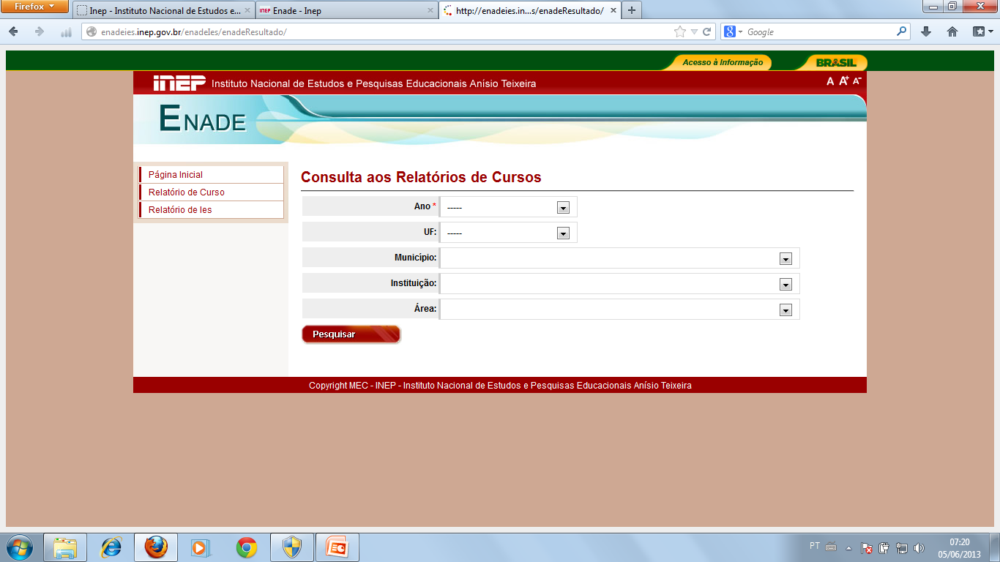 Firefox
Inep - Instituto Nacional de Estudos e...
INEP Enade - Inep
http://enadeies.in...s/enadeResultado/
enadeies.inep.gov.br/enadeIes/enadeResultado/
Google
Acesso à Informação
BRASIL
INEP Instituto Nacional de Estudos e Pesquisas Educacionais Anísio Teixeira
A A+ A-
ENADE
Página Inicial
Relatório de Curso
Relatório de Ies
Consulta aos Relatórios de Cursos
Ano * -----
UF: -----
Município:
Instituição:
Área:
Pesquisar
Copyright MEC - INEP - Instituto Nacional de Estudos e Pesquisas Educacionais Anísio Teixeira
PT
07:20
05/06/2013